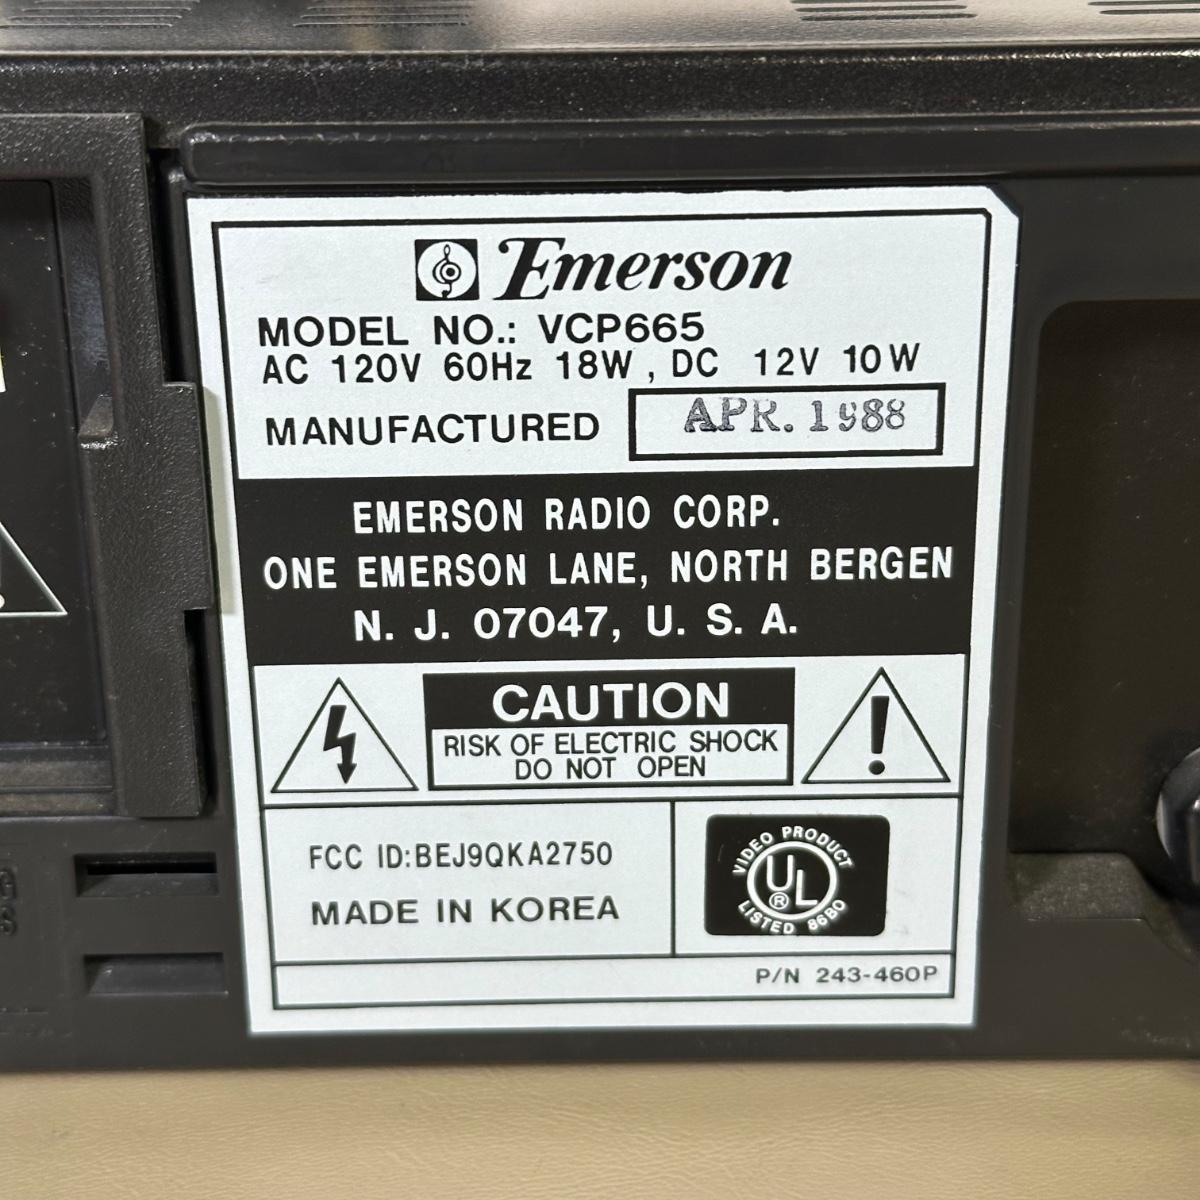 Emerson
MODEL NO.: VCP665
AC 120V 60Hz 18W, DC 12V 10W
MANUFACTURED APR. 1988
EMERSON RADIO CORP.
ONE EMERSON LANE, NORTH BERGEN
N. J. 07047, U. S. A.
CAUTION
RISK OF ELECTRIC SHOCK
DO NOT OPEN
FCC ID:BEJ9QKA2750
MADE IN KOREA
VIDEO PRODUCT
UL
®
LISTED 86B0
P/N 243-460P